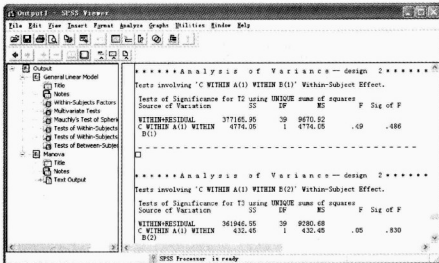 Output1 - SPSS Viewer
File Edit View Insert Format Analyze Graphs Utilities Window Help
Output
General Linear Model
Title
Notes
Within-Subjects Factors
Multivariate Tests
Mauchly's Test of Spheri
Tests of Within-Subjects
Tests of Within-Subjects
Tests of Between-Subje
Manova
Title
Notes
Text Output
* * * * * * A n a l y s i s   o f   V a r i a n c e -- design   2 * * * * * *
Tests involving 'C WITHIN A(1) WITHIN B(1)' Within-Subject Effect.
Tests of Significance for T2 using UNIQUE sums of squares
Source of Variation SS DF MS F Sig of F
WITHIN+RESIDUAL 377165.95 39 9670.92
C WITHIN A(1) WITHIN 4774.05 1 4774.05 .49 .486
B(1)
* * * * * * A n a l y s i s   o f   V a r i a n c e -- design   2 * * * * * *
Tests involving 'C WITHIN A(1) WITHIN B(2)' Within-Subject Effect.
Tests of Significance for T3 using UNIQUE sums of squares
Source of Variation SS DF MS F Sig of F
WITHIN+RESIDUAL 361946.55 39 9280.68
C WITHIN A(1) WITHIN 432.45 1 432.45 .05 .830
B(2)
SPSS Processor is ready